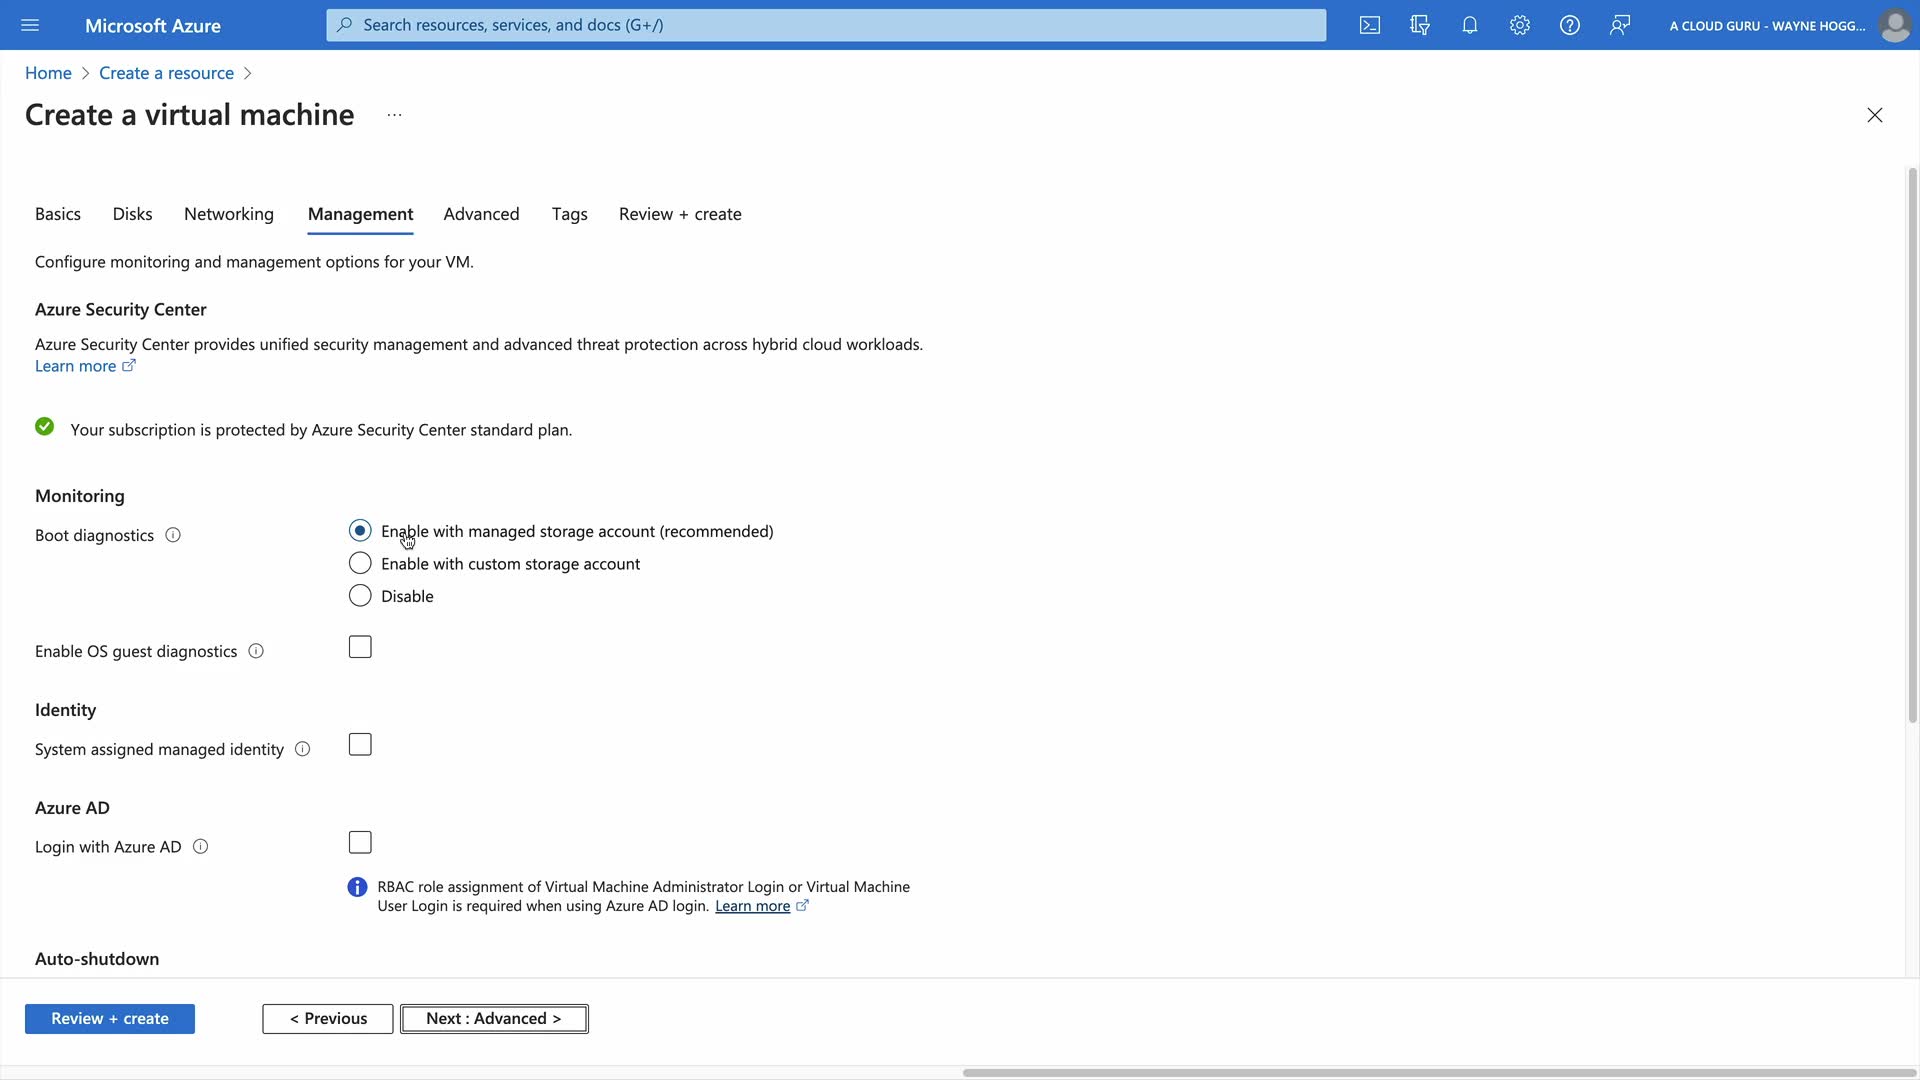 Microsoft Azure
Search resources, services, and docs (G+/)
A CLOUD GURU - WAYNE HOGG...
Home > Create a resource >
Create a virtual machine ...
Basics Disks Networking Management Advanced Tags Review + create
Configure monitoring and management options for your VM.
Azure Security Center
Azure Security Center provides unified security management and advanced threat protection across hybrid cloud workloads.
Learn more
Your subscription is protected by Azure Security Center standard plan.
Monitoring
Boot diagnostics
Enable with managed storage account (recommended)
Enable with custom storage account
Disable
Enable OS guest diagnostics
Identity
System assigned managed identity
Azure AD
Login with Azure AD
RBAC role assignment of Virtual Machine Administrator Login or Virtual Machine
User Login is required when using Azure AD login. Learn more
Auto-shutdown
Review + create
< Previous
Next : Advanced >